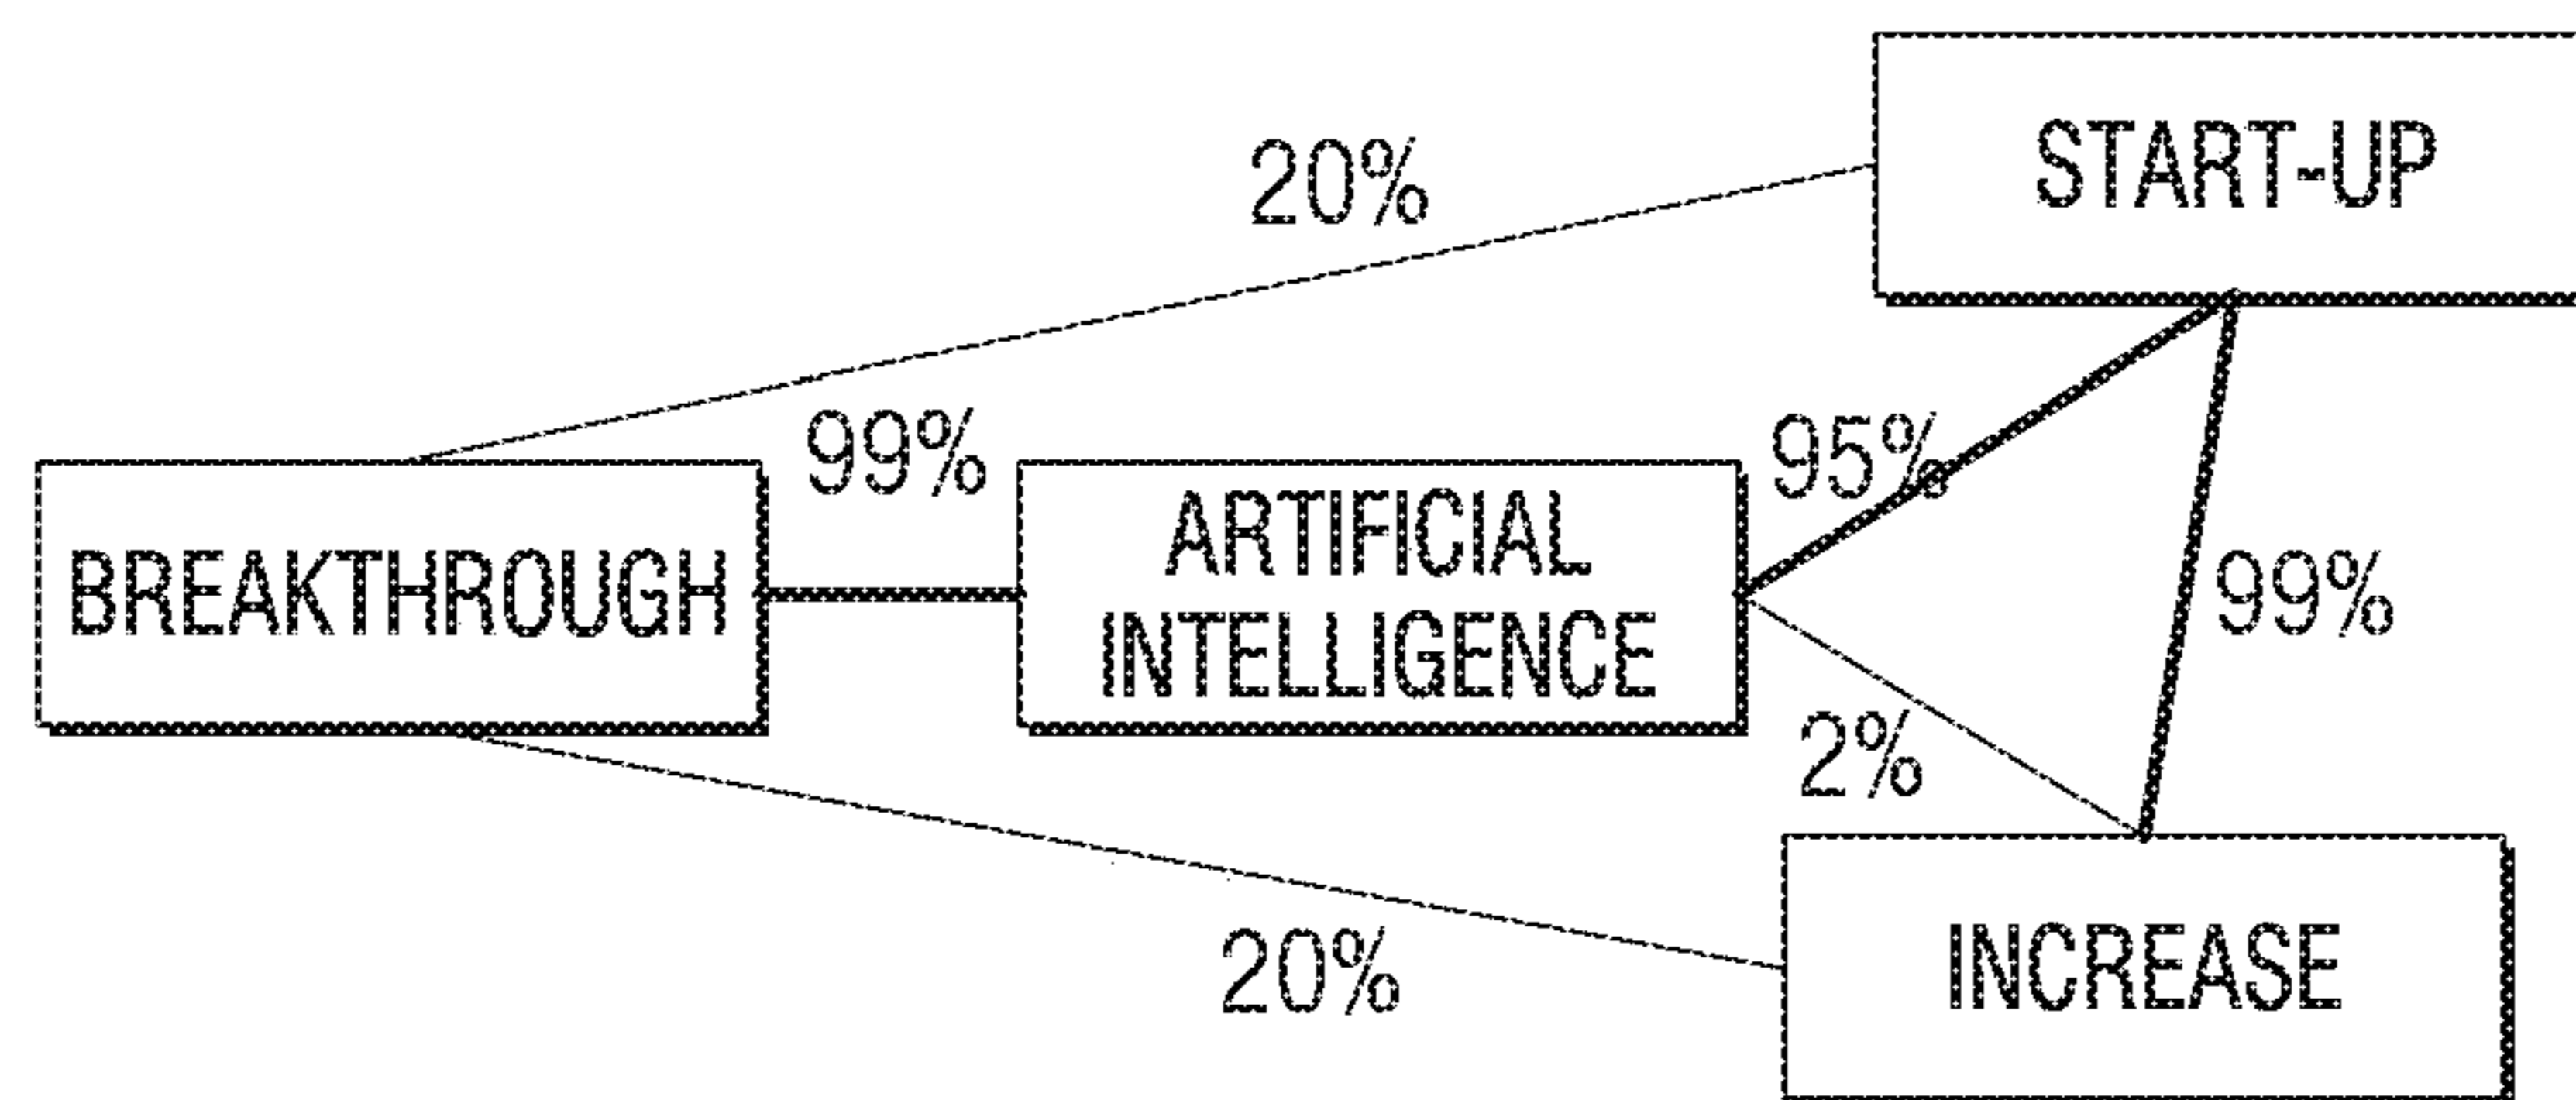 START-UP
20%
99%
95%
BREAKTHROUGH
ARTIFICIAL
INTELLIGENCE
99%
2%
20%
INCREASE